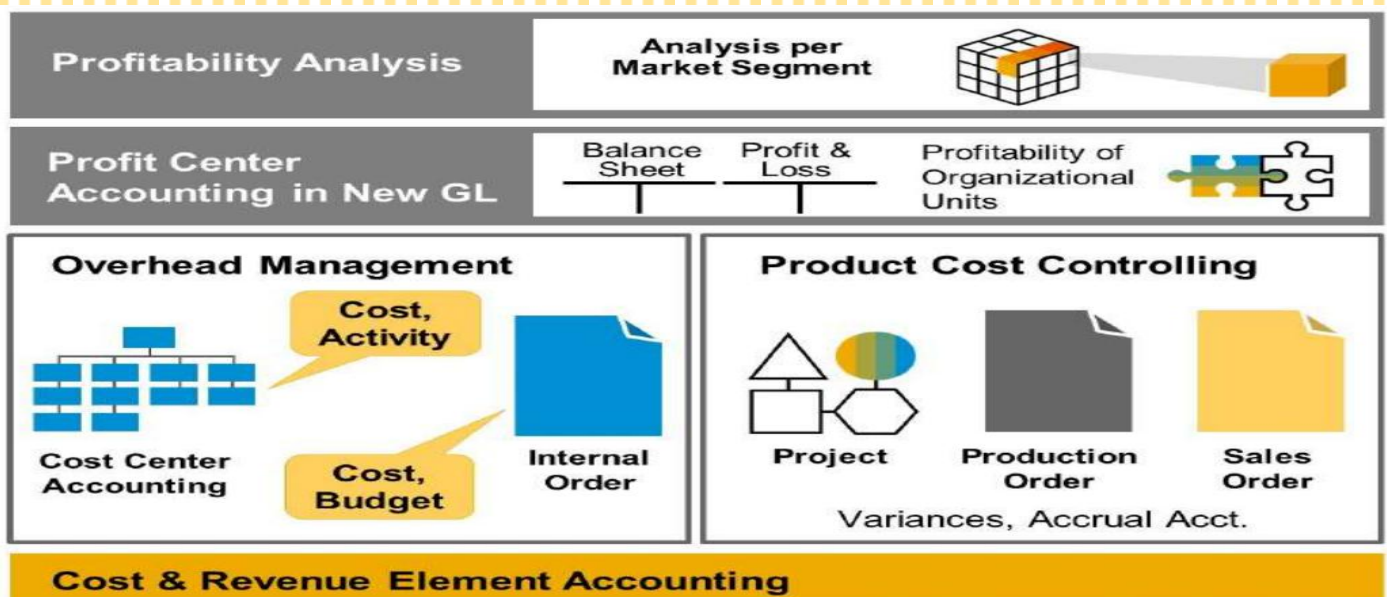 Profitability Analysis
Analysis per
Market Segment
Profit Center
Accounting in New GL
Balance
Sheet
Profit &
Loss
Profitability of
Organizational
Units
Overhead Management
Cost,
Activity
Cost Center
Accounting
Cost,
Budget
Internal
Order
Product Cost Controlling
Project
Production
Order
Sales
Order
Variances, Accrual Acct.
Cost & Revenue Element Accounting